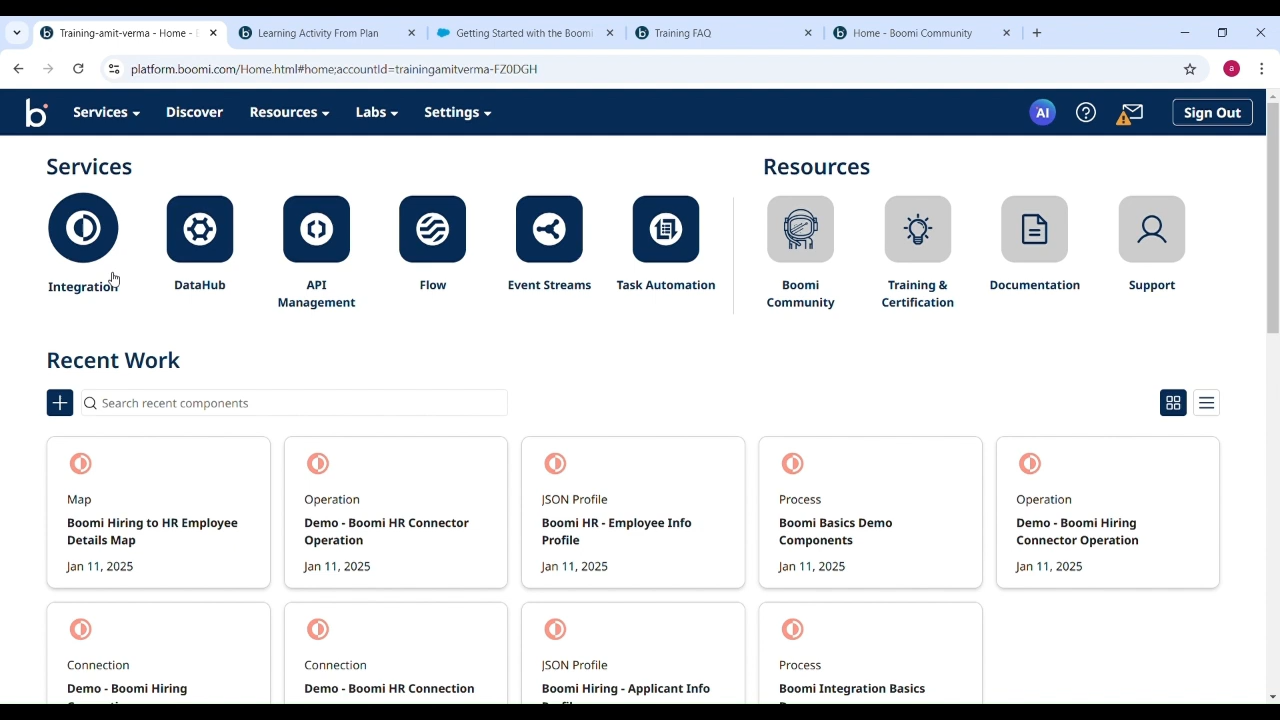 Training-amit-verma - Home -
Learning Activity From Plan
Getting Started with the Boomi
Training FAQ
Home - Boomi Community
platform.boomi.com/Home.html#home;accountId=trainingamitverma-FZ0DGH
a
b
Services
Discover
Resources
Labs
Settings
AI
Sign Out
Services
Resources
Integration
DataHub
API
Management
Flow
Event Streams
Task Automation
Boomi
Community
Training &
Certification
Documentation
Support
Recent Work
Search recent components
Map
Boomi Hiring to HR Employee
Details Map
Jan 11, 2025
Operation
Demo - Boomi HR Connector
Operation
Jan 11, 2025
JSON Profile
Boomi HR - Employee Info
Profile
Jan 11, 2025
Process
Boomi Basics Demo
Components
Jan 11, 2025
Operation
Demo - Boomi Hiring
Connector Operation
Jan 11, 2025
Connection
Demo - Boomi Hiring
Connection
Demo - Boomi HR Connection
JSON Profile
Boomi Hiring - Applicant Info
Process
Boomi Integration Basics